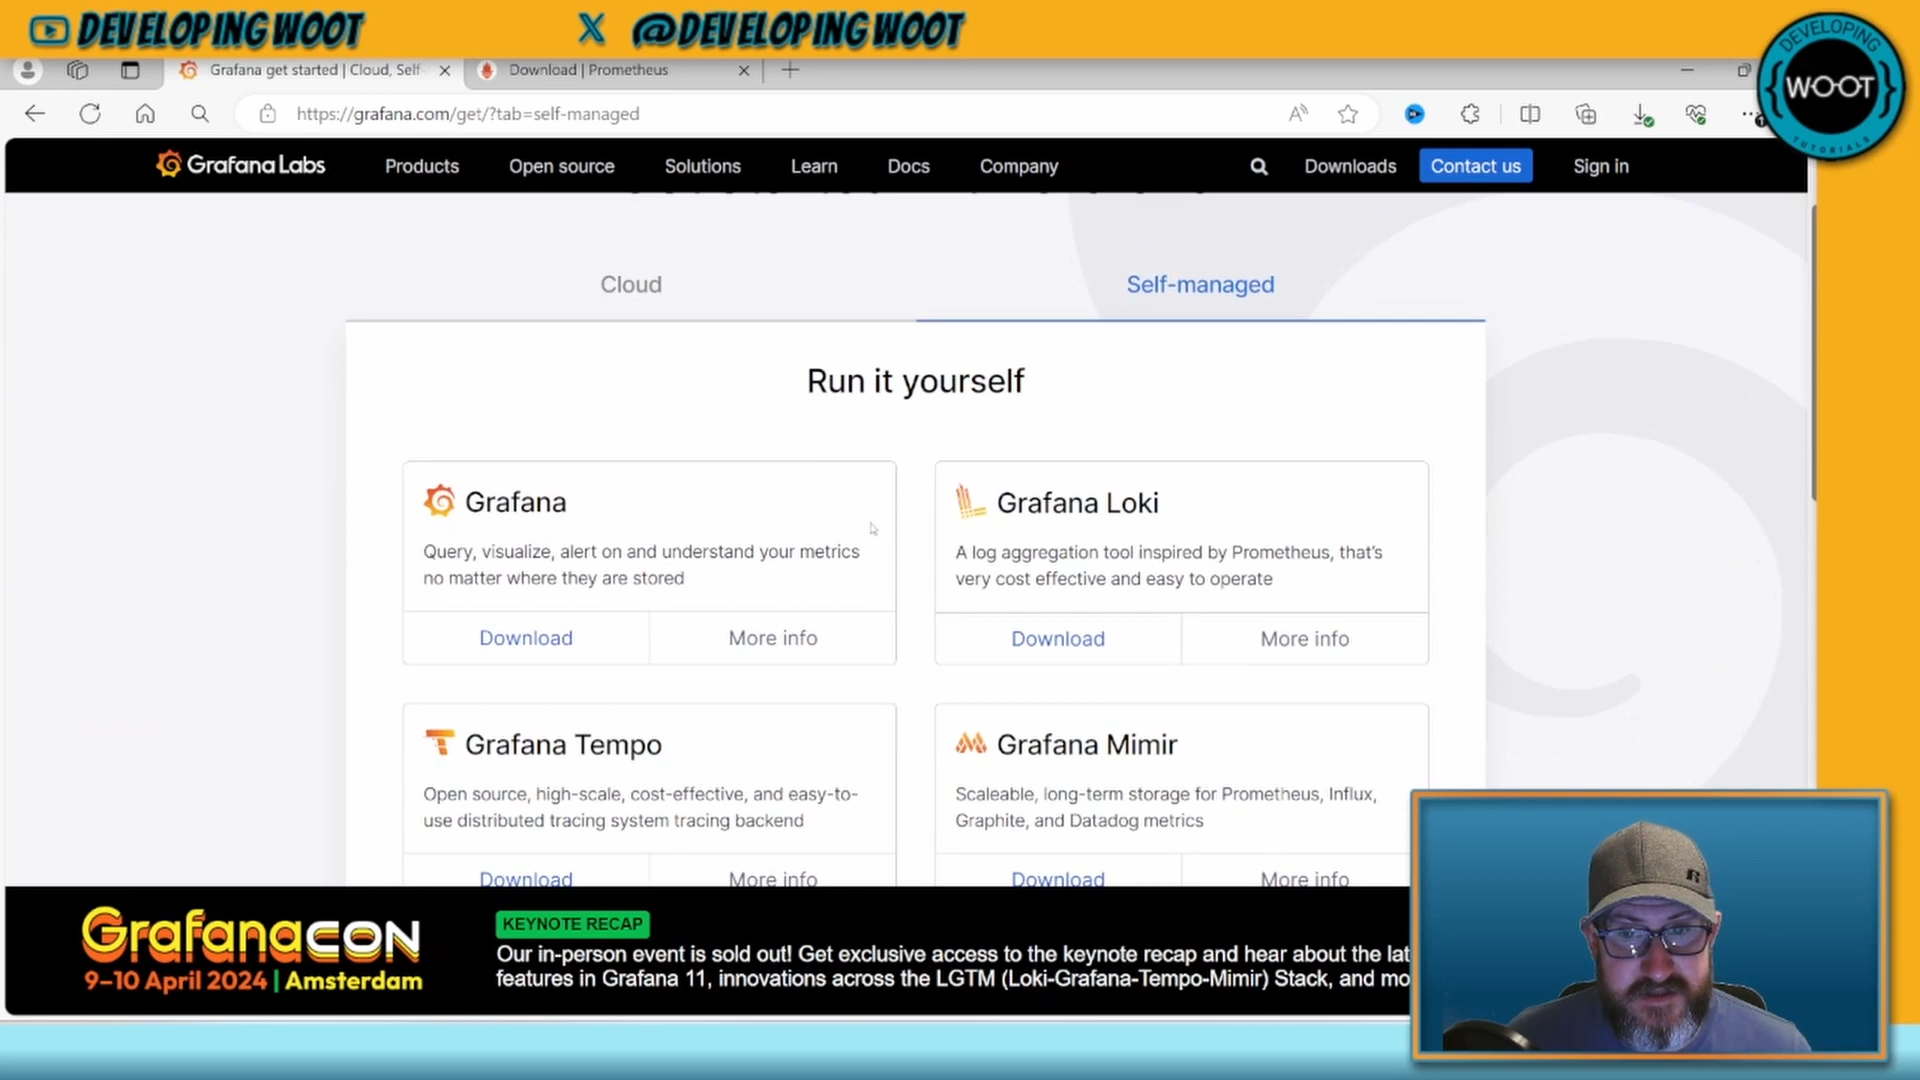 DEVELOPINGWOOT
@DEVELOPINGWOOT
DEVELOPING
WOOT
TUTORIALS
Grafana get started | Cloud, Self-
Download | Prometheus
https://grafana.com/get/?tab=self-managed
Grafana Labs
Products
Open source
Solutions
Learn
Docs
Company
Downloads
Contact us
Sign in
Cloud
Self-managed
Run it yourself
Grafana
Query, visualize, alert on and understand your metrics
no matter where they are stored
Download
More info
Grafana Loki
A log aggregation tool inspired by Prometheus, that's
very cost effective and easy to operate
Download
More info
Grafana Tempo
Open source, high-scale, cost-effective, and easy-to-
use distributed tracing system tracing backend
Download
More info
Grafana Mimir
Scaleable, long-term storage for Prometheus, Influx,
Graphite, and Datadog metrics
Download
More info
GrafanaCON
9–10 April 2024 | Amsterdam
KEYNOTE RECAP
Our in-person event is sold out! Get exclusive access to the keynote recap and hear about the lat
features in Grafana 11, innovations across the LGTM (Loki-Grafana-Tempo-Mimir) Stack, and mo